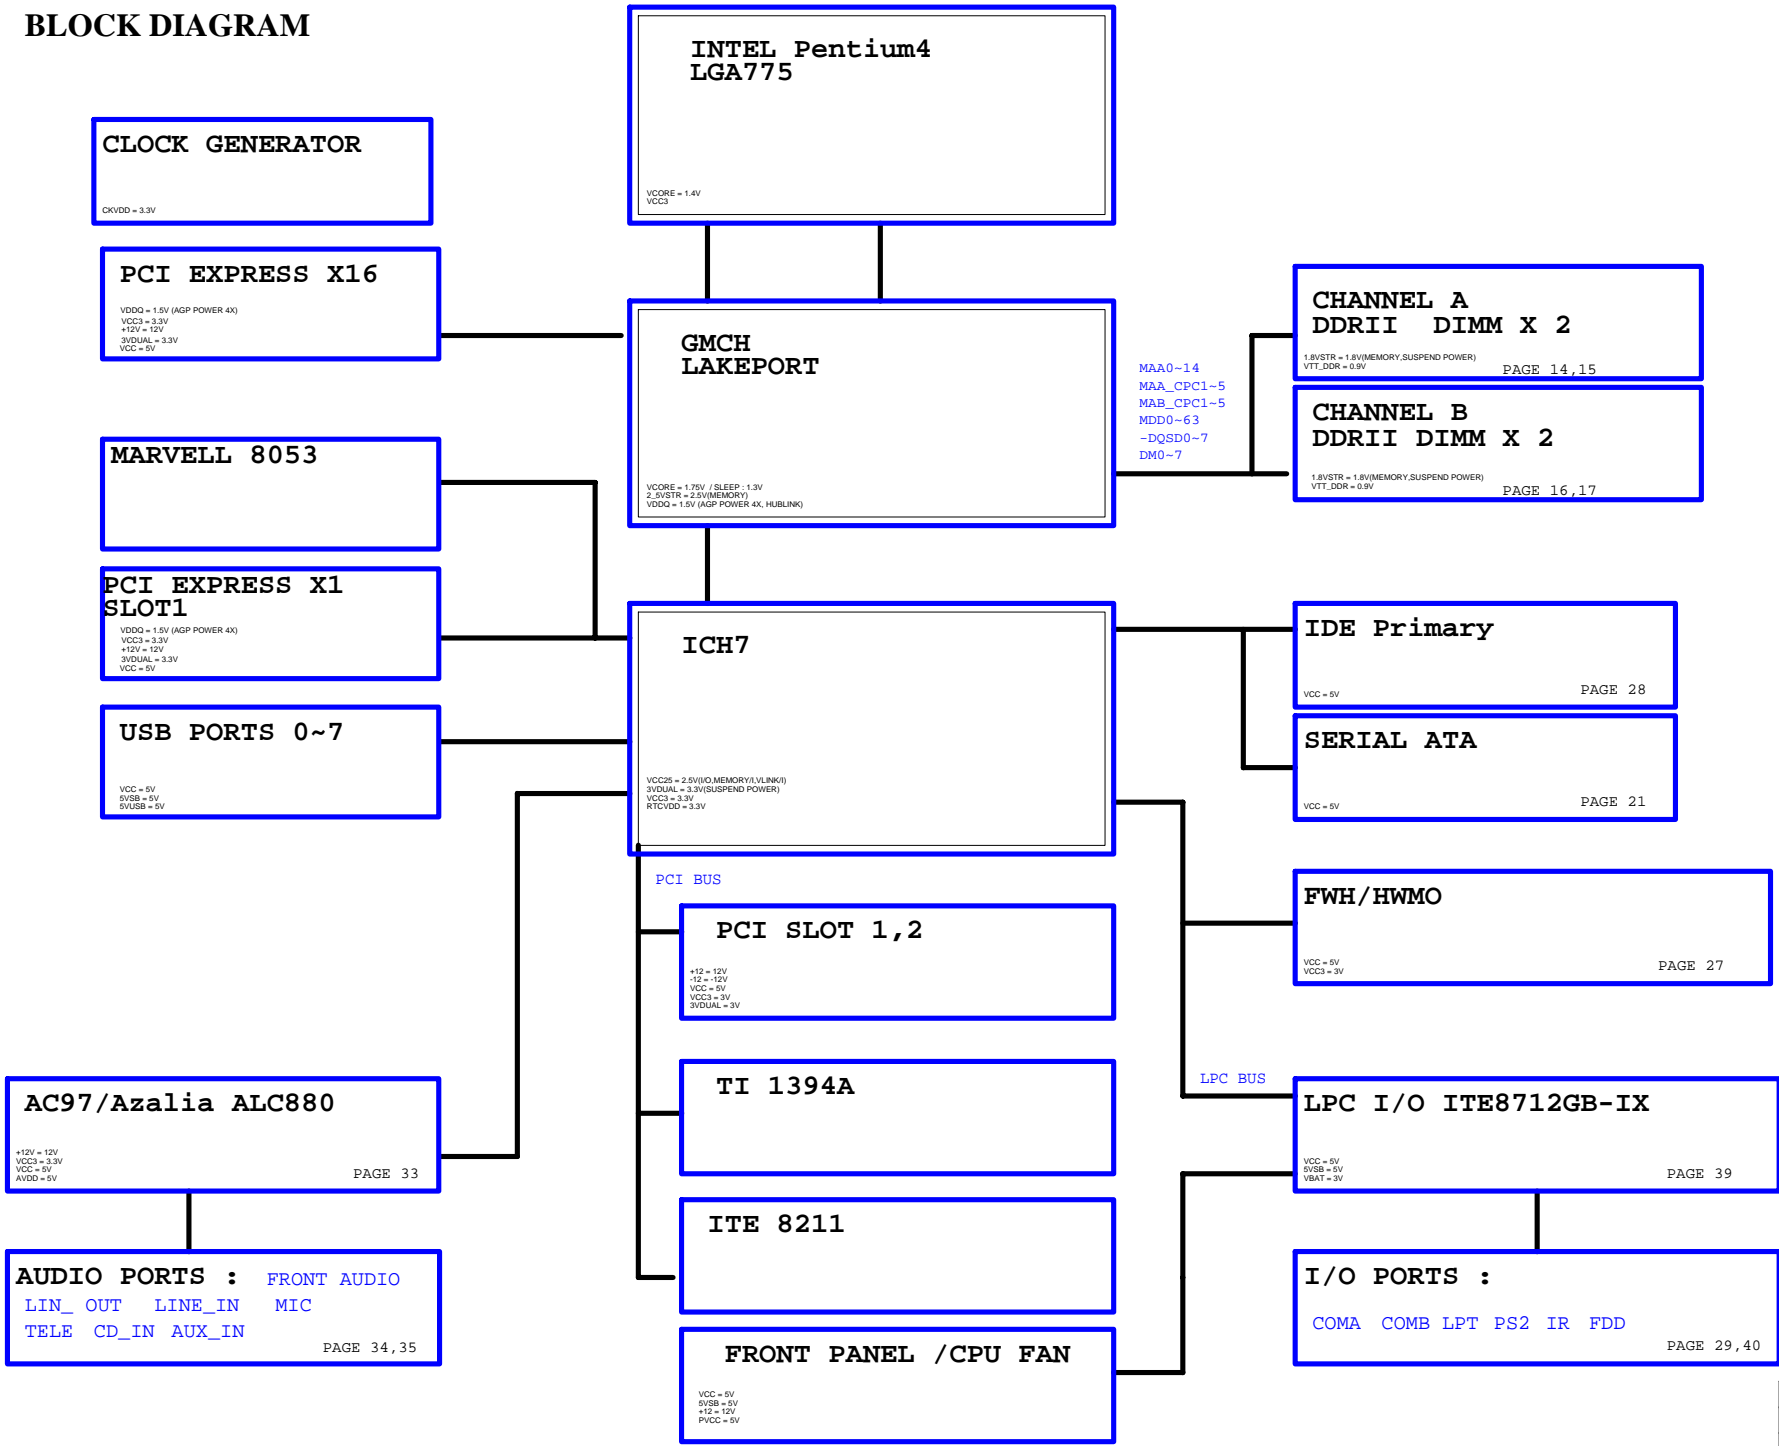 BLOCK DIAGRAM
INTEL Pentium4
LGA775
VCORE = 1.4V
VCC3
CLOCK GENERATOR
CKVDD = 3.3V
PCI EXPRESS X16
VDDQ = 1.5V (AGP POWER 4X)
VCC3 = 3.3V
+12V = 12V
3VDUAL = 3.3V
VCC = 5V
GMCH
LAKEPORT
VCORE = 1.75V / SLEEP : 1.3V
2_5VSTR = 2.5V(MEMORY)
VDDQ = 1.5V (AGP POWER 4X, HUBLINK)
MAA0~14
MAA_CPC1~5
MAB_CPC1~5
MDD0~63
-DQSD0~7
DM0~7
CHANNEL A
DDRII DIMM X 2
1.8VSTR = 1.8V(MEMORY,SUSPEND POWER)
VTT_DDR = 0.9V
PAGE 14,15
CHANNEL B
DDRII DIMM X 2
1.8VSTR = 1.8V(MEMORY,SUSPEND POWER)
VTT_DDR = 0.9V
PAGE 16,17
MARVELL 8053
PCI EXPRESS X1
SLOT1
VDDQ = 1.5V (AGP POWER 4X)
VCC3 = 3.3V
+12V = 12V
3VDUAL = 3.3V
VCC = 5V
USB PORTS 0~7
VCC = 5V
5VSB = 5V
5VUSB = 5V
ICH7
VCC25 = 2.5V(I/O,MEMORY/I,VLINK/I)
3VDUAL = 3.3V(SUSPEND POWER)
VCC3 = 3.3V
RTCVDD = 3.3V
IDE Primary
VCC = 5V
PAGE 28
SERIAL ATA
VCC = 5V
PAGE 21
PCI BUS
PCI SLOT 1,2
+12 = 12V
-12 = -12V
VCC = 5V
VCC3 = 3V
3VDUAL = 3V
FWH/HWMO
VCC = 5V
VCC3 = 3V
PAGE 27
TI 1394A
LPC BUS
LPC I/O ITE8712GB-IX
VCC = 5V
5VSB = 5V
VBAT = 3V
PAGE 39
AC97/Azalia ALC880
+12V = 12V
VCC3 = 3.3V
VCC = 5V
AVDD = 5V
PAGE 33
ITE 8211
AUDIO PORTS : FRONT AUDIO
LIN_ OUT LINE_IN MIC
TELE CD_IN AUX_IN
PAGE 34,35
I/O PORTS :
COMA COMB LPT PS2 IR FDD
PAGE 29,40
FRONT PANEL /CPU FAN
VCC = 5V
5VSB = 5V
+12 = 12V
PVCC = 5V